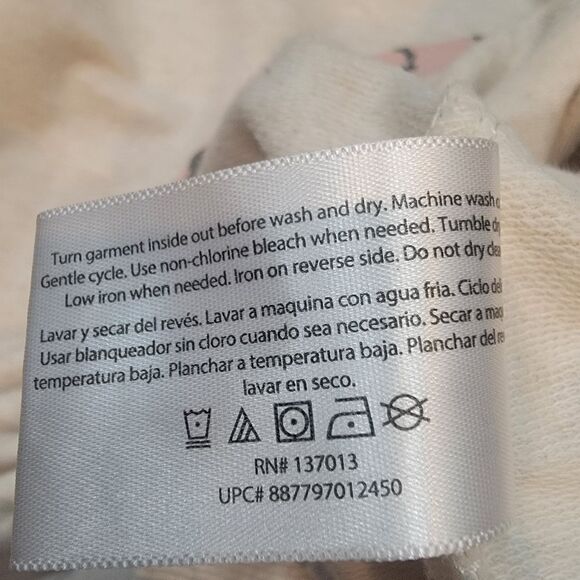 Turn garment inside out before wash and dry. Machine wash
Gentle cycle. Use non-chlorine bleach when needed. Tumble
Low iron when needed. Iron on reverse side. Do not dry
Lavar y secar del revés. Lavar a maquina con agua fria. Ciclo
Usar blanqueador sin cloro cuando sea necesario. Secar a
temperatura baja. Planchar a temperatura baja. Planchar del
lavar en seco.
RN# 137013
UPC# 887797012450